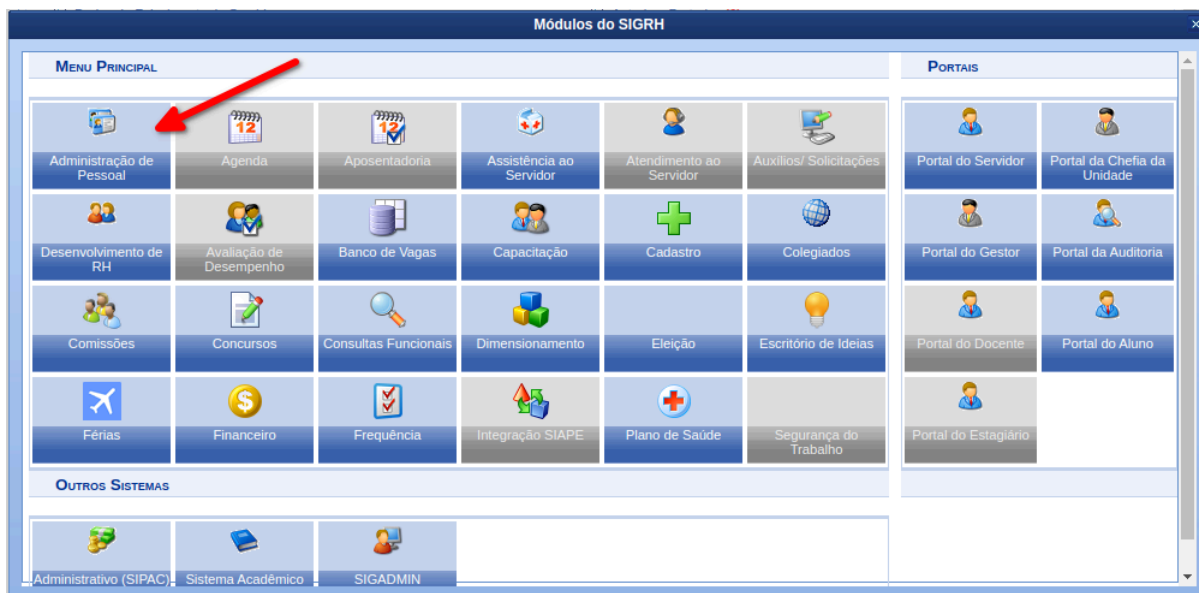 Módulos do SIGRH
x
MENU PRINCIPAL
PORTAIS
12
12
Administração de
Pessoal
Agenda
Aposentadoria
Assistência ao
Servidor
Atendimento ao
Servidor
Auxílios/ Solicitações
Portal do Servidor
Portal da Chefia da
Unidade
Desenvolvimento de
RH
Avaliação de
Desempenho
Banco de Vagas
Capacitação
Cadastro
Colegiados
Portal do Gestor
Portal da Auditoria
Comissões
Concursos
Consultas Funcionais
Dimensionamento
Eleição
Escritório de Ideias
Portal do Docente
Portal do Aluno
Férias
Financeiro
Frequência
Integração SIAPE
Plano de Saúde
Segurança do
Trabalho
Portal do Estagiário
OUTROS SISTEMAS
Administrativo (SIPAC)
Sistema Acadêmico
SIGADMIN